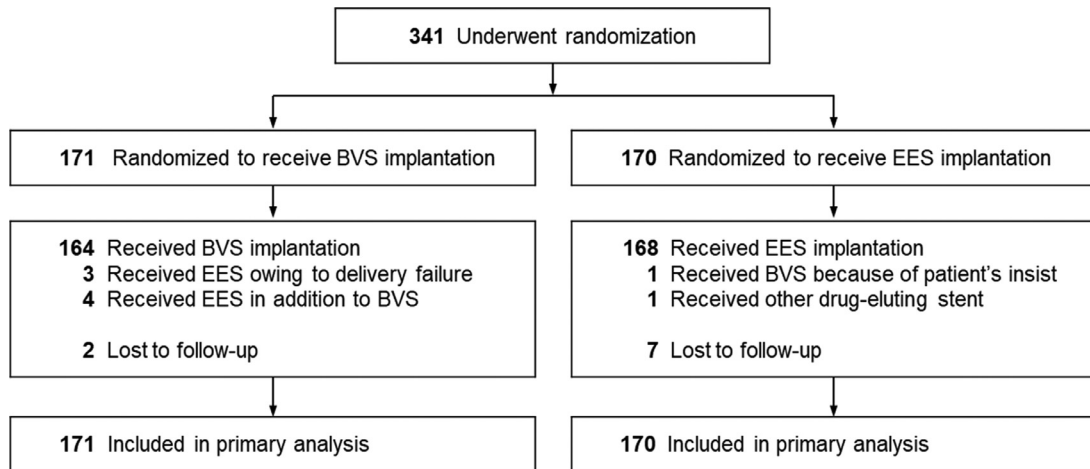 341 Underwent randomization
171 Randomized to receive BVS implantation
170 Randomized to receive EES implantation
164 Received BVS implantation
3 Received EES owing to delivery failure
4 Received EES in addition to BVS
2 Lost to follow-up
168 Received EES implantation
1 Received BVS because of patient's insist
1 Received other drug-eluting stent
7 Lost to follow-up
171 Included in primary analysis
170 Included in primary analysis